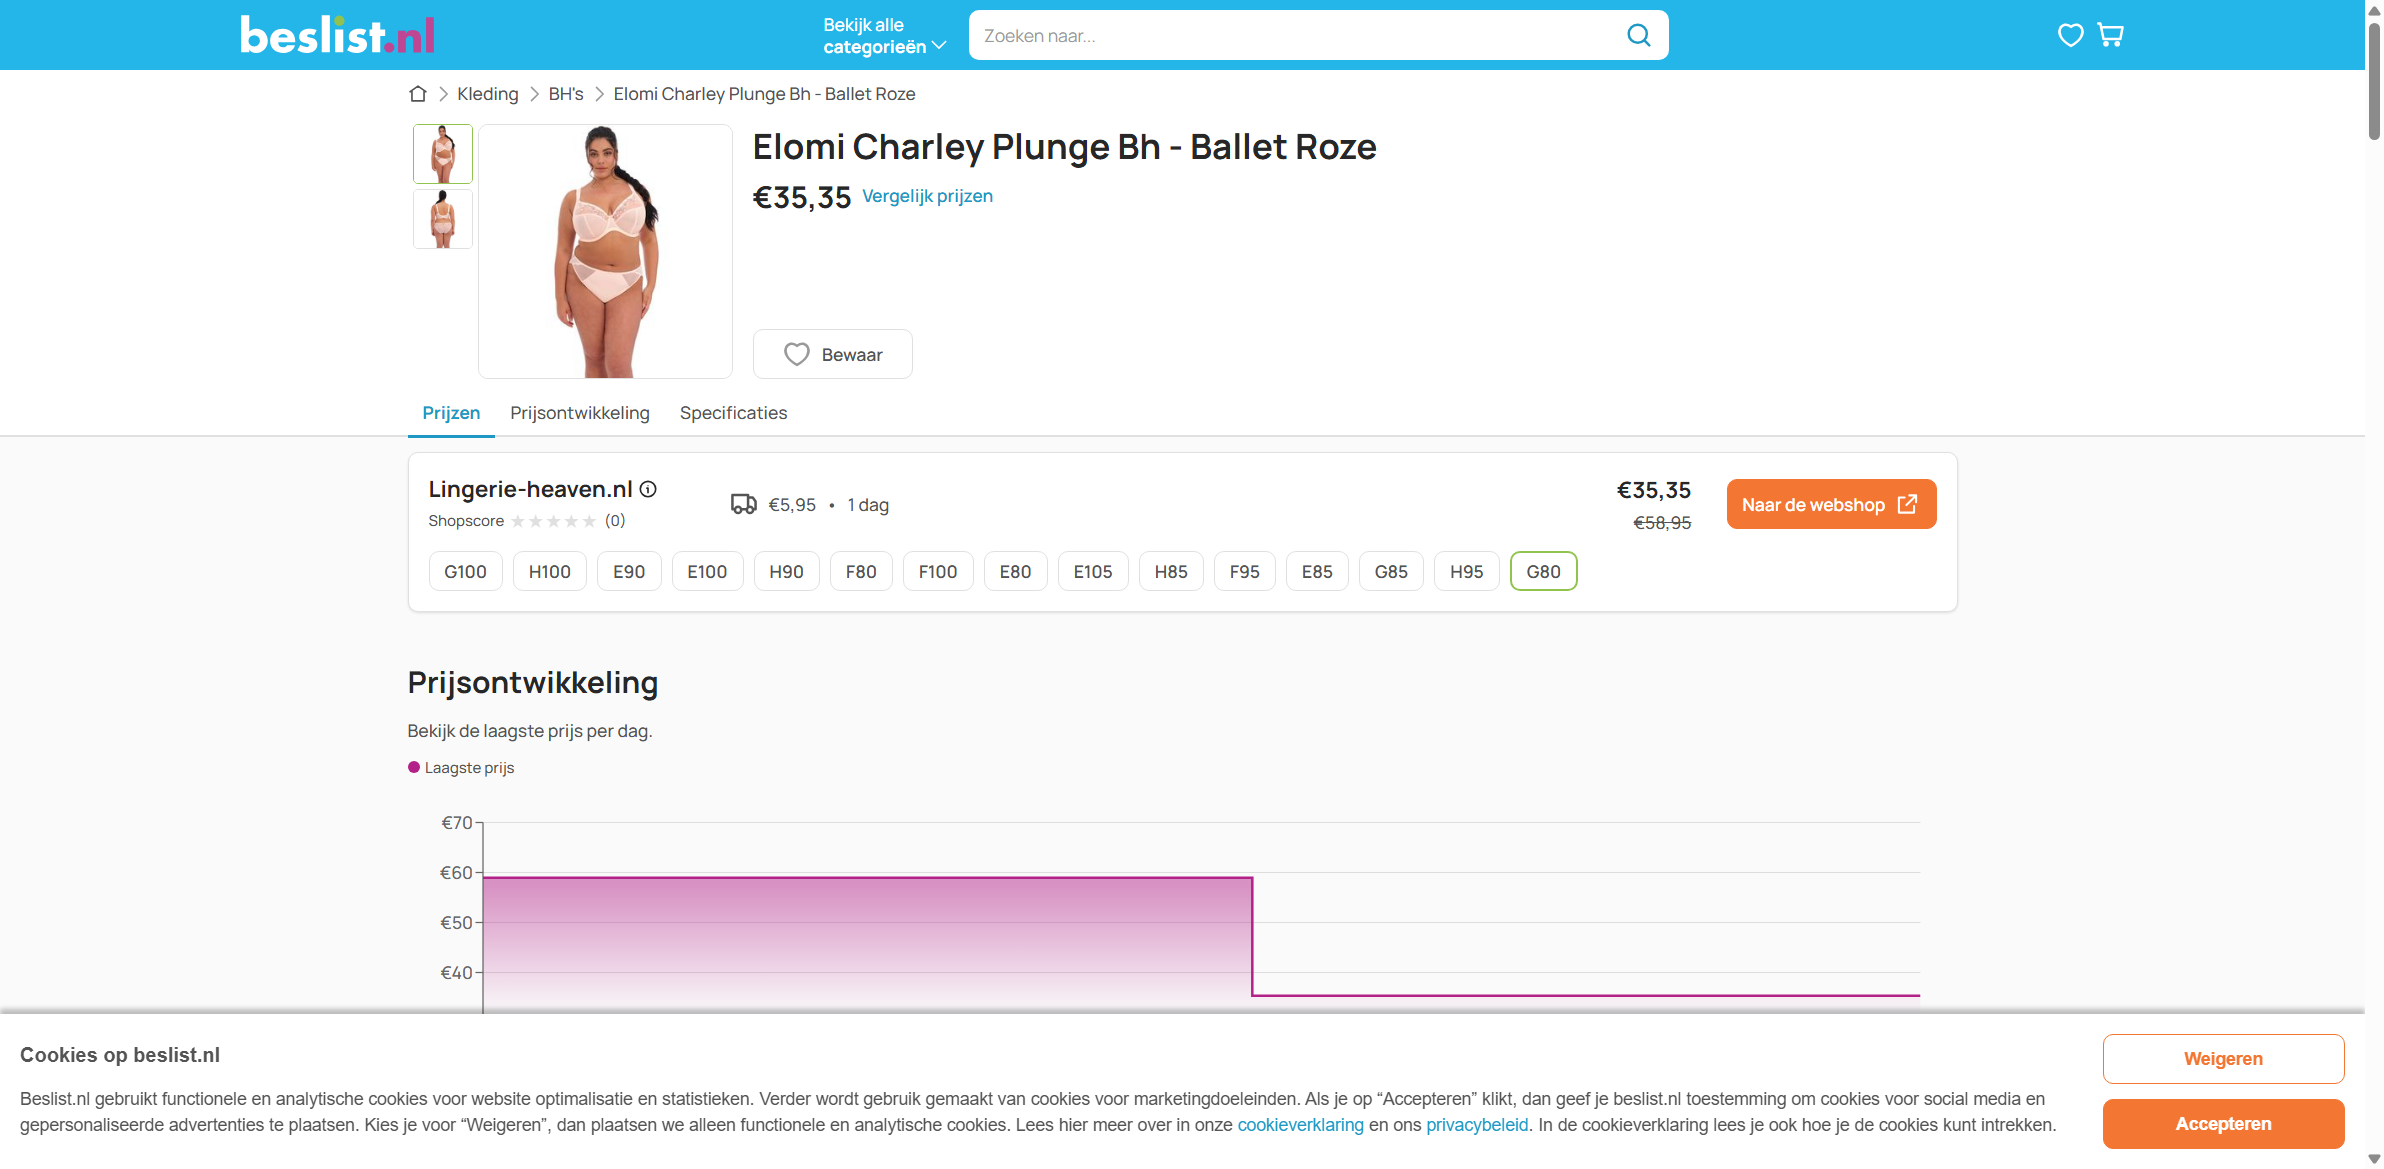 beslist.nl
Bekijk alle
categorieën
Zoeken naar...
Kleding
BH's
Elomi Charley Plunge Bh - Ballet Roze
Elomi Charley Plunge Bh - Ballet Roze
€35,35 Vergelijk prijzen
Bewaar
Prijzen Prijsontwikkeling Specificaties
Lingerie-heaven.nl
Shopscore (0)
€5,95 • 1 dag
€35,35
€58,95
Naar de webshop
G100 H100 E90 E100 H90 F80 F100 E80 E105 H85 F95 E85 G85 H95 G80
Prijsontwikkeling
Bekijk de laagste prijs per dag.
Laagste prijs
€70
€60
€50
€40
Cookies op beslist.nl
Beslist.nl gebruikt functionele en analytische cookies voor website optimalisatie en statistieken. Verder wordt gebruik gemaakt van cookies voor marketingdoeleinden. Als je op “Accepteren” klikt, dan geef je beslist.nl toestemming om cookies voor social media en
gepersonaliseerde advertenties te plaatsen. Kies je voor “Weigeren”, dan plaatsen we alleen functionele en analytische cookies. Lees hier meer over in onze cookieverklaring en ons privacybeleid. In de cookieverklaring lees je ook hoe je de cookies kunt intrekken.
Weigeren
Accepteren